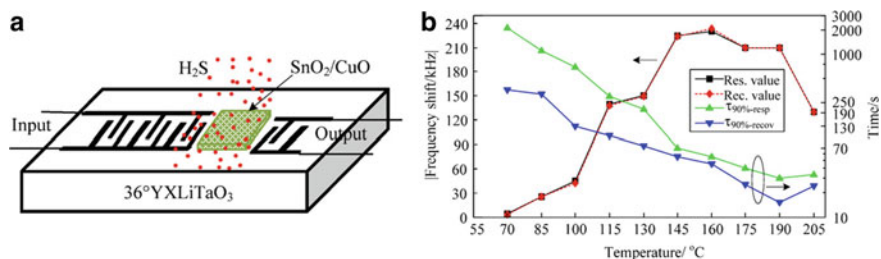 a
H2S
SnO2/CuO
Input
Output
36°YXLiTaO3
b
|Frequency shift/kHz|
240
210
180
150
120
90
60
30
0
Res. value
Rec. value
τ90%-resp
τ90%-recov
3000
2000
1000
250
190
130
70
10
Time/s
55 70 85 100 115 130 145 160 175 190 205
Temperature/ °C